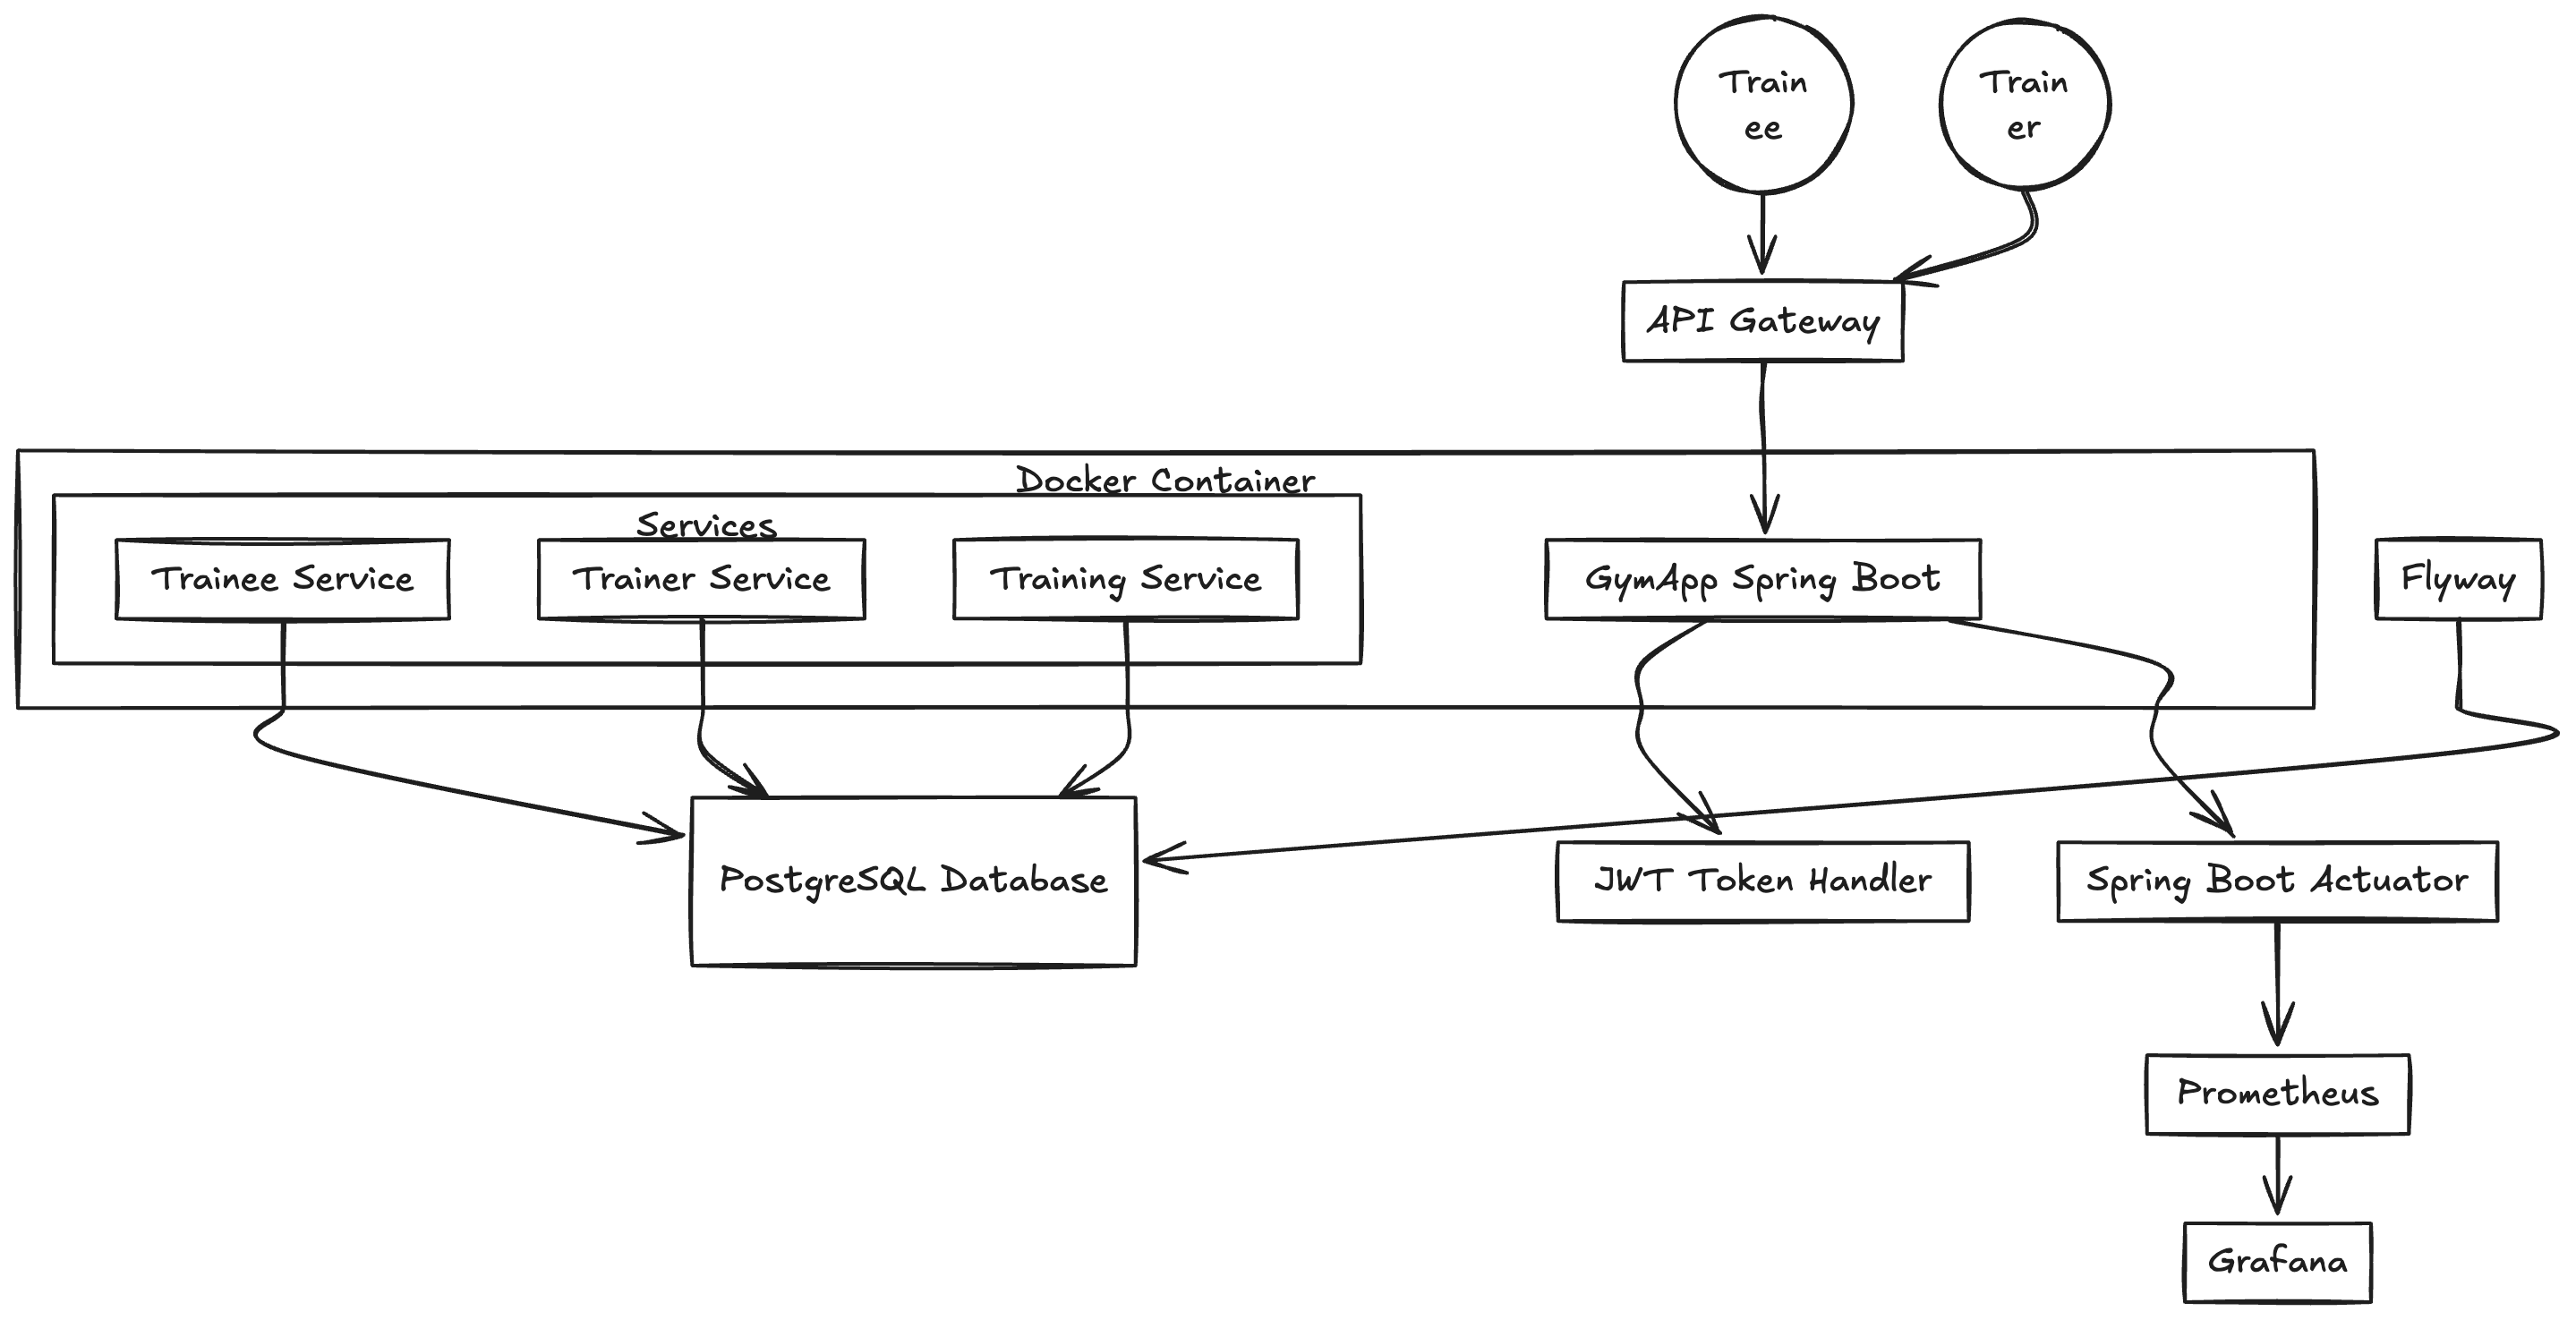 Train
ee
Train
er
API Gateway
Docker Container
Services
Trainee Service
Trainer Service
Training Service
GymApp Spring Boot
Flyway
PostgreSQL Database
JWT Token Handler
Spring Boot Actuator
Prometheus
Grafana